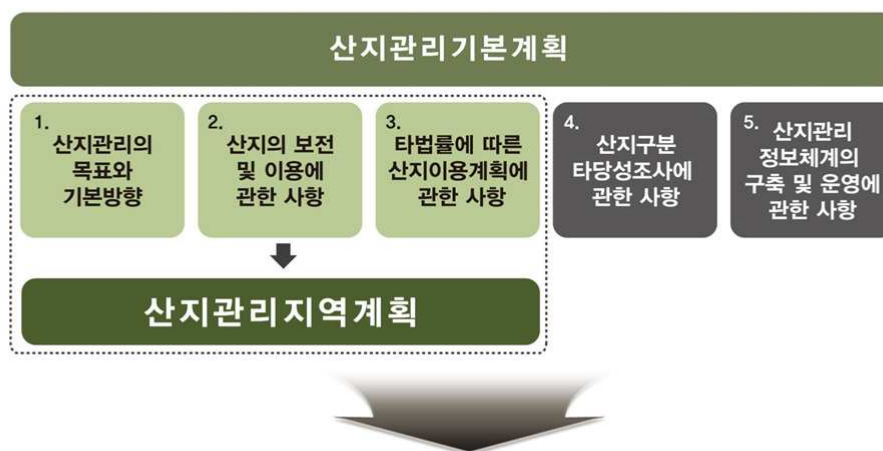 산지관리기본계획
1.
산지관리의
목표와
기본방향
2.
산지의 보전
및 이용에
관한 사항
3.
타법률에 따른
산지이용계획에
관한 사항
4.
산지구분
타당성조사에
관한 사항
5.
산지관리
정보체계의
구축 및 운영에
관한 사항
산지관리지역계획